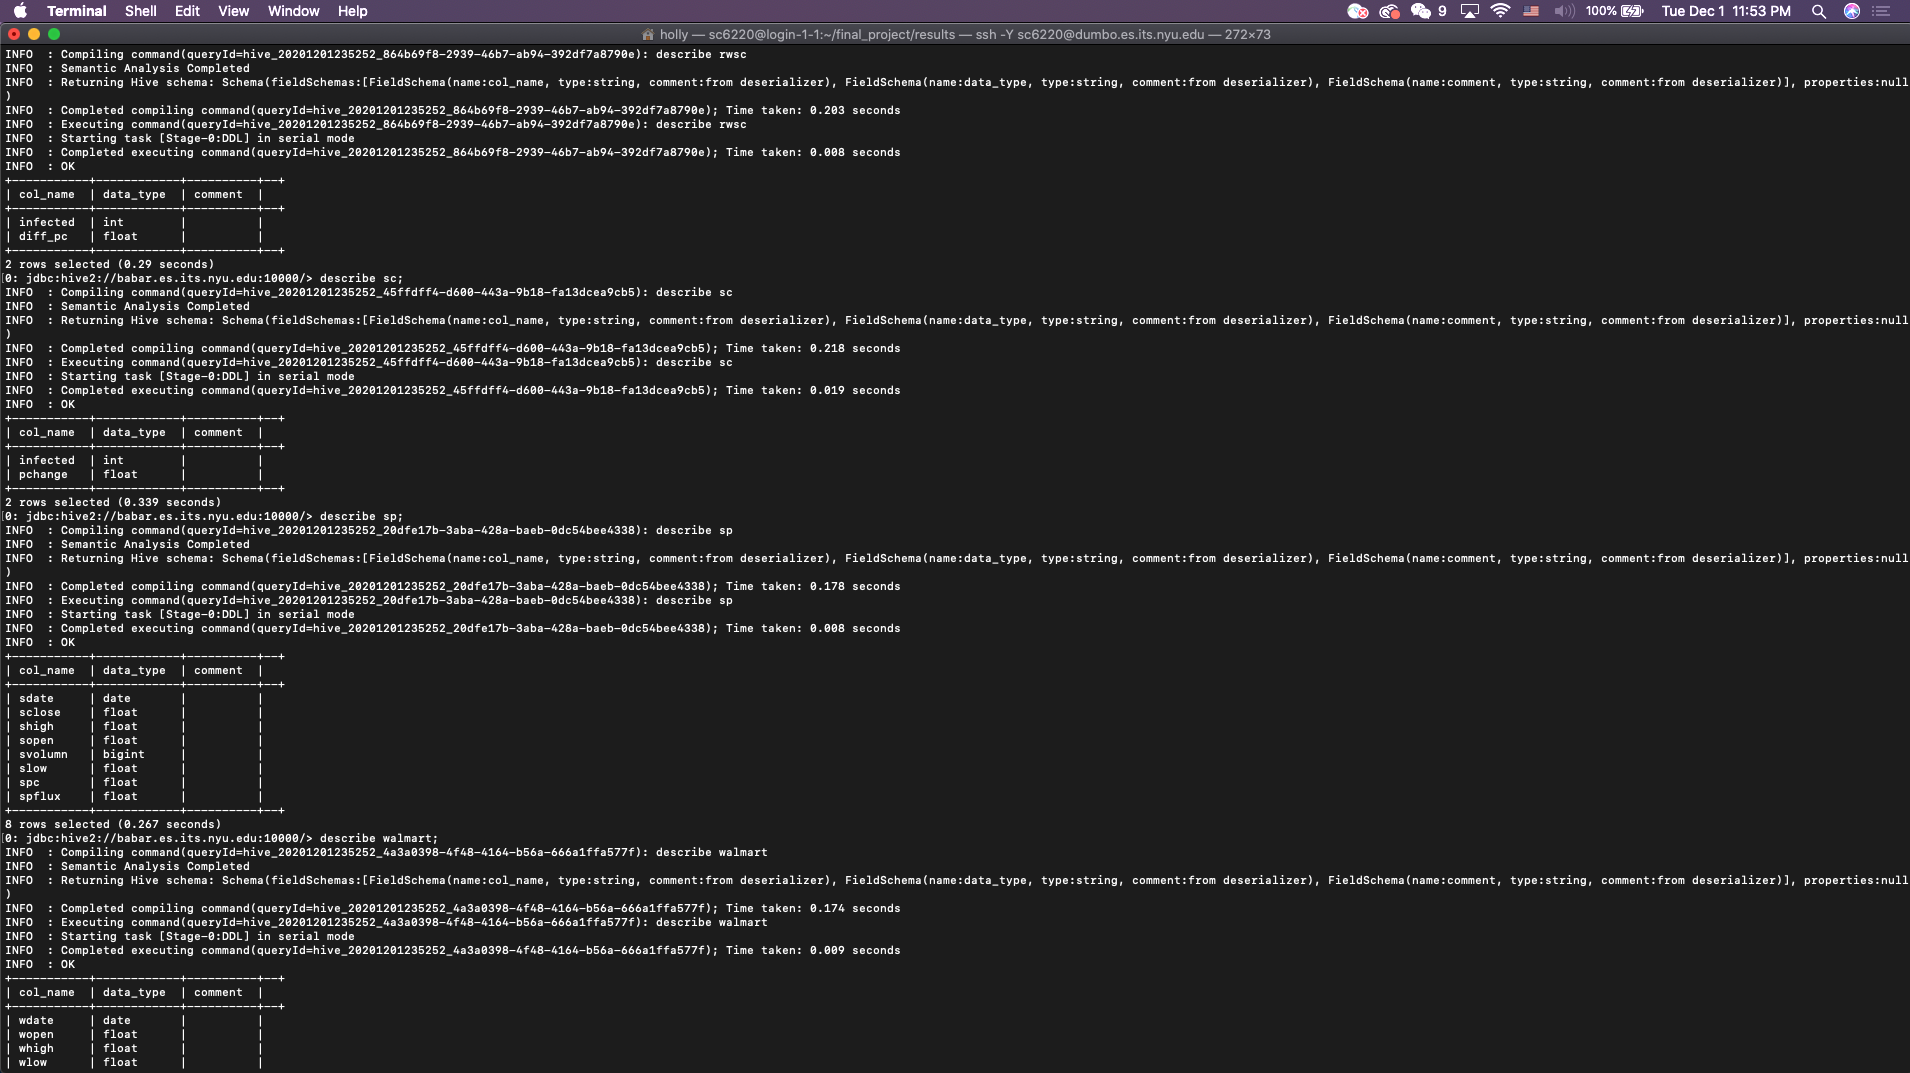 Terminal Shell Edit View Window Help 9 100% Tue Dec 1 11:53 PM
holly — sc6220@login-1-1:~/final_project/results — ssh -Y sc6220@dumbo.es.its.nyu.edu — 272×73
INFO  : Compiling command(queryId=hive_20201201235252_864b69f8-2939-46b7-ab94-392df7a8790e): describe rwsc
INFO  : Semantic Analysis Completed
INFO  : Returning Hive schema: Schema(fieldSchemas:[FieldSchema(name:col_name, type:string, comment:from deserializer), FieldSchema(name:data_type, type:string, comment:from deserializer), FieldSchema(name:comment, type:string, comment:from deserializer)], properties:null
)
INFO  : Completed compiling command(queryId=hive_20201201235252_864b69f8-2939-46b7-ab94-392df7a8790e); Time taken: 0.203 seconds
INFO  : Executing command(queryId=hive_20201201235252_864b69f8-2939-46b7-ab94-392df7a8790e): describe rwsc
INFO  : Starting task [Stage-0:DDL] in serial mode
INFO  : Completed executing command(queryId=hive_20201201235252_864b69f8-2939-46b7-ab94-392df7a8790e); Time taken: 0.008 seconds
INFO  : OK
+-----------+------------+----------+--+
| col_name  | data_type  | comment  |
+-----------+------------+----------+--+
| infected  | int        |          |
| diff_pc   | float      |          |
+-----------+------------+----------+--+
2 rows selected (0.29 seconds)
[0: jdbc:hive2://babar.es.its.nyu.edu:10000/> describe sc;
INFO  : Compiling command(queryId=hive_20201201235252_45ffdff4-d600-443a-9b18-fa13dcea9cb5): describe sc
INFO  : Semantic Analysis Completed
INFO  : Returning Hive schema: Schema(fieldSchemas:[FieldSchema(name:col_name, type:string, comment:from deserializer), FieldSchema(name:data_type, type:string, comment:from deserializer), FieldSchema(name:comment, type:string, comment:from deserializer)], properties:null
)
INFO  : Completed compiling command(queryId=hive_20201201235252_45ffdff4-d600-443a-9b18-fa13dcea9cb5); Time taken: 0.218 seconds
INFO  : Executing command(queryId=hive_20201201235252_45ffdff4-d600-443a-9b18-fa13dcea9cb5): describe sc
INFO  : Starting task [Stage-0:DDL] in serial mode
INFO  : Completed executing command(queryId=hive_20201201235252_45ffdff4-d600-443a-9b18-fa13dcea9cb5); Time taken: 0.019 seconds
INFO  : OK
+-----------+------------+----------+--+
| col_name  | data_type  | comment  |
+-----------+------------+----------+--+
| infected  | int        |          |
| pchange   | float      |          |
+-----------+------------+----------+--+
2 rows selected (0.339 seconds)
[0: jdbc:hive2://babar.es.its.nyu.edu:10000/> describe sp;
INFO  : Compiling command(queryId=hive_20201201235252_20dfe17b-3aba-428a-baeb-0dc54bee4338): describe sp
INFO  : Semantic Analysis Completed
INFO  : Returning Hive schema: Schema(fieldSchemas:[FieldSchema(name:col_name, type:string, comment:from deserializer), FieldSchema(name:data_type, type:string, comment:from deserializer), FieldSchema(name:comment, type:string, comment:from deserializer)], properties:null
)
INFO  : Completed compiling command(queryId=hive_20201201235252_20dfe17b-3aba-428a-baeb-0dc54bee4338); Time taken: 0.178 seconds
INFO  : Executing command(queryId=hive_20201201235252_20dfe17b-3aba-428a-baeb-0dc54bee4338): describe sp
INFO  : Starting task [Stage-0:DDL] in serial mode
INFO  : Completed executing command(queryId=hive_20201201235252_20dfe17b-3aba-428a-baeb-0dc54bee4338); Time taken: 0.008 seconds
INFO  : OK
+-----------+------------+----------+--+
| col_name  | data_type  | comment  |
+-----------+------------+----------+--+
| sdate     | date       |          |
| sclose    | float      |          |
| shigh     | float      |          |
| sopen     | float      |          |
| svolumn   | bigint     |          |
| slow      | float      |          |
| spc       | float      |          |
| spflux    | float      |          |
+-----------+------------+----------+--+
8 rows selected (0.267 seconds)
[0: jdbc:hive2://babar.es.its.nyu.edu:10000/> describe walmart;
INFO  : Compiling command(queryId=hive_20201201235252_4a3a0398-4f48-4164-b56a-666a1ffa577f): describe walmart
INFO  : Semantic Analysis Completed
INFO  : Returning Hive schema: Schema(fieldSchemas:[FieldSchema(name:col_name, type:string, comment:from deserializer), FieldSchema(name:data_type, type:string, comment:from deserializer), FieldSchema(name:comment, type:string, comment:from deserializer)], properties:null
)
INFO  : Completed compiling command(queryId=hive_20201201235252_4a3a0398-4f48-4164-b56a-666a1ffa577f); Time taken: 0.174 seconds
INFO  : Executing command(queryId=hive_20201201235252_4a3a0398-4f48-4164-b56a-666a1ffa577f): describe walmart
INFO  : Starting task [Stage-0:DDL] in serial mode
INFO  : Completed executing command(queryId=hive_20201201235252_4a3a0398-4f48-4164-b56a-666a1ffa577f); Time taken: 0.009 seconds
INFO  : OK
+-----------+------------+----------+--+
| col_name  | data_type  | comment  |
+-----------+------------+----------+--+
| wdate     | date       |          |
| wopen     | float      |          |
| whigh     | float      |          |
| wlow      | float      |          |